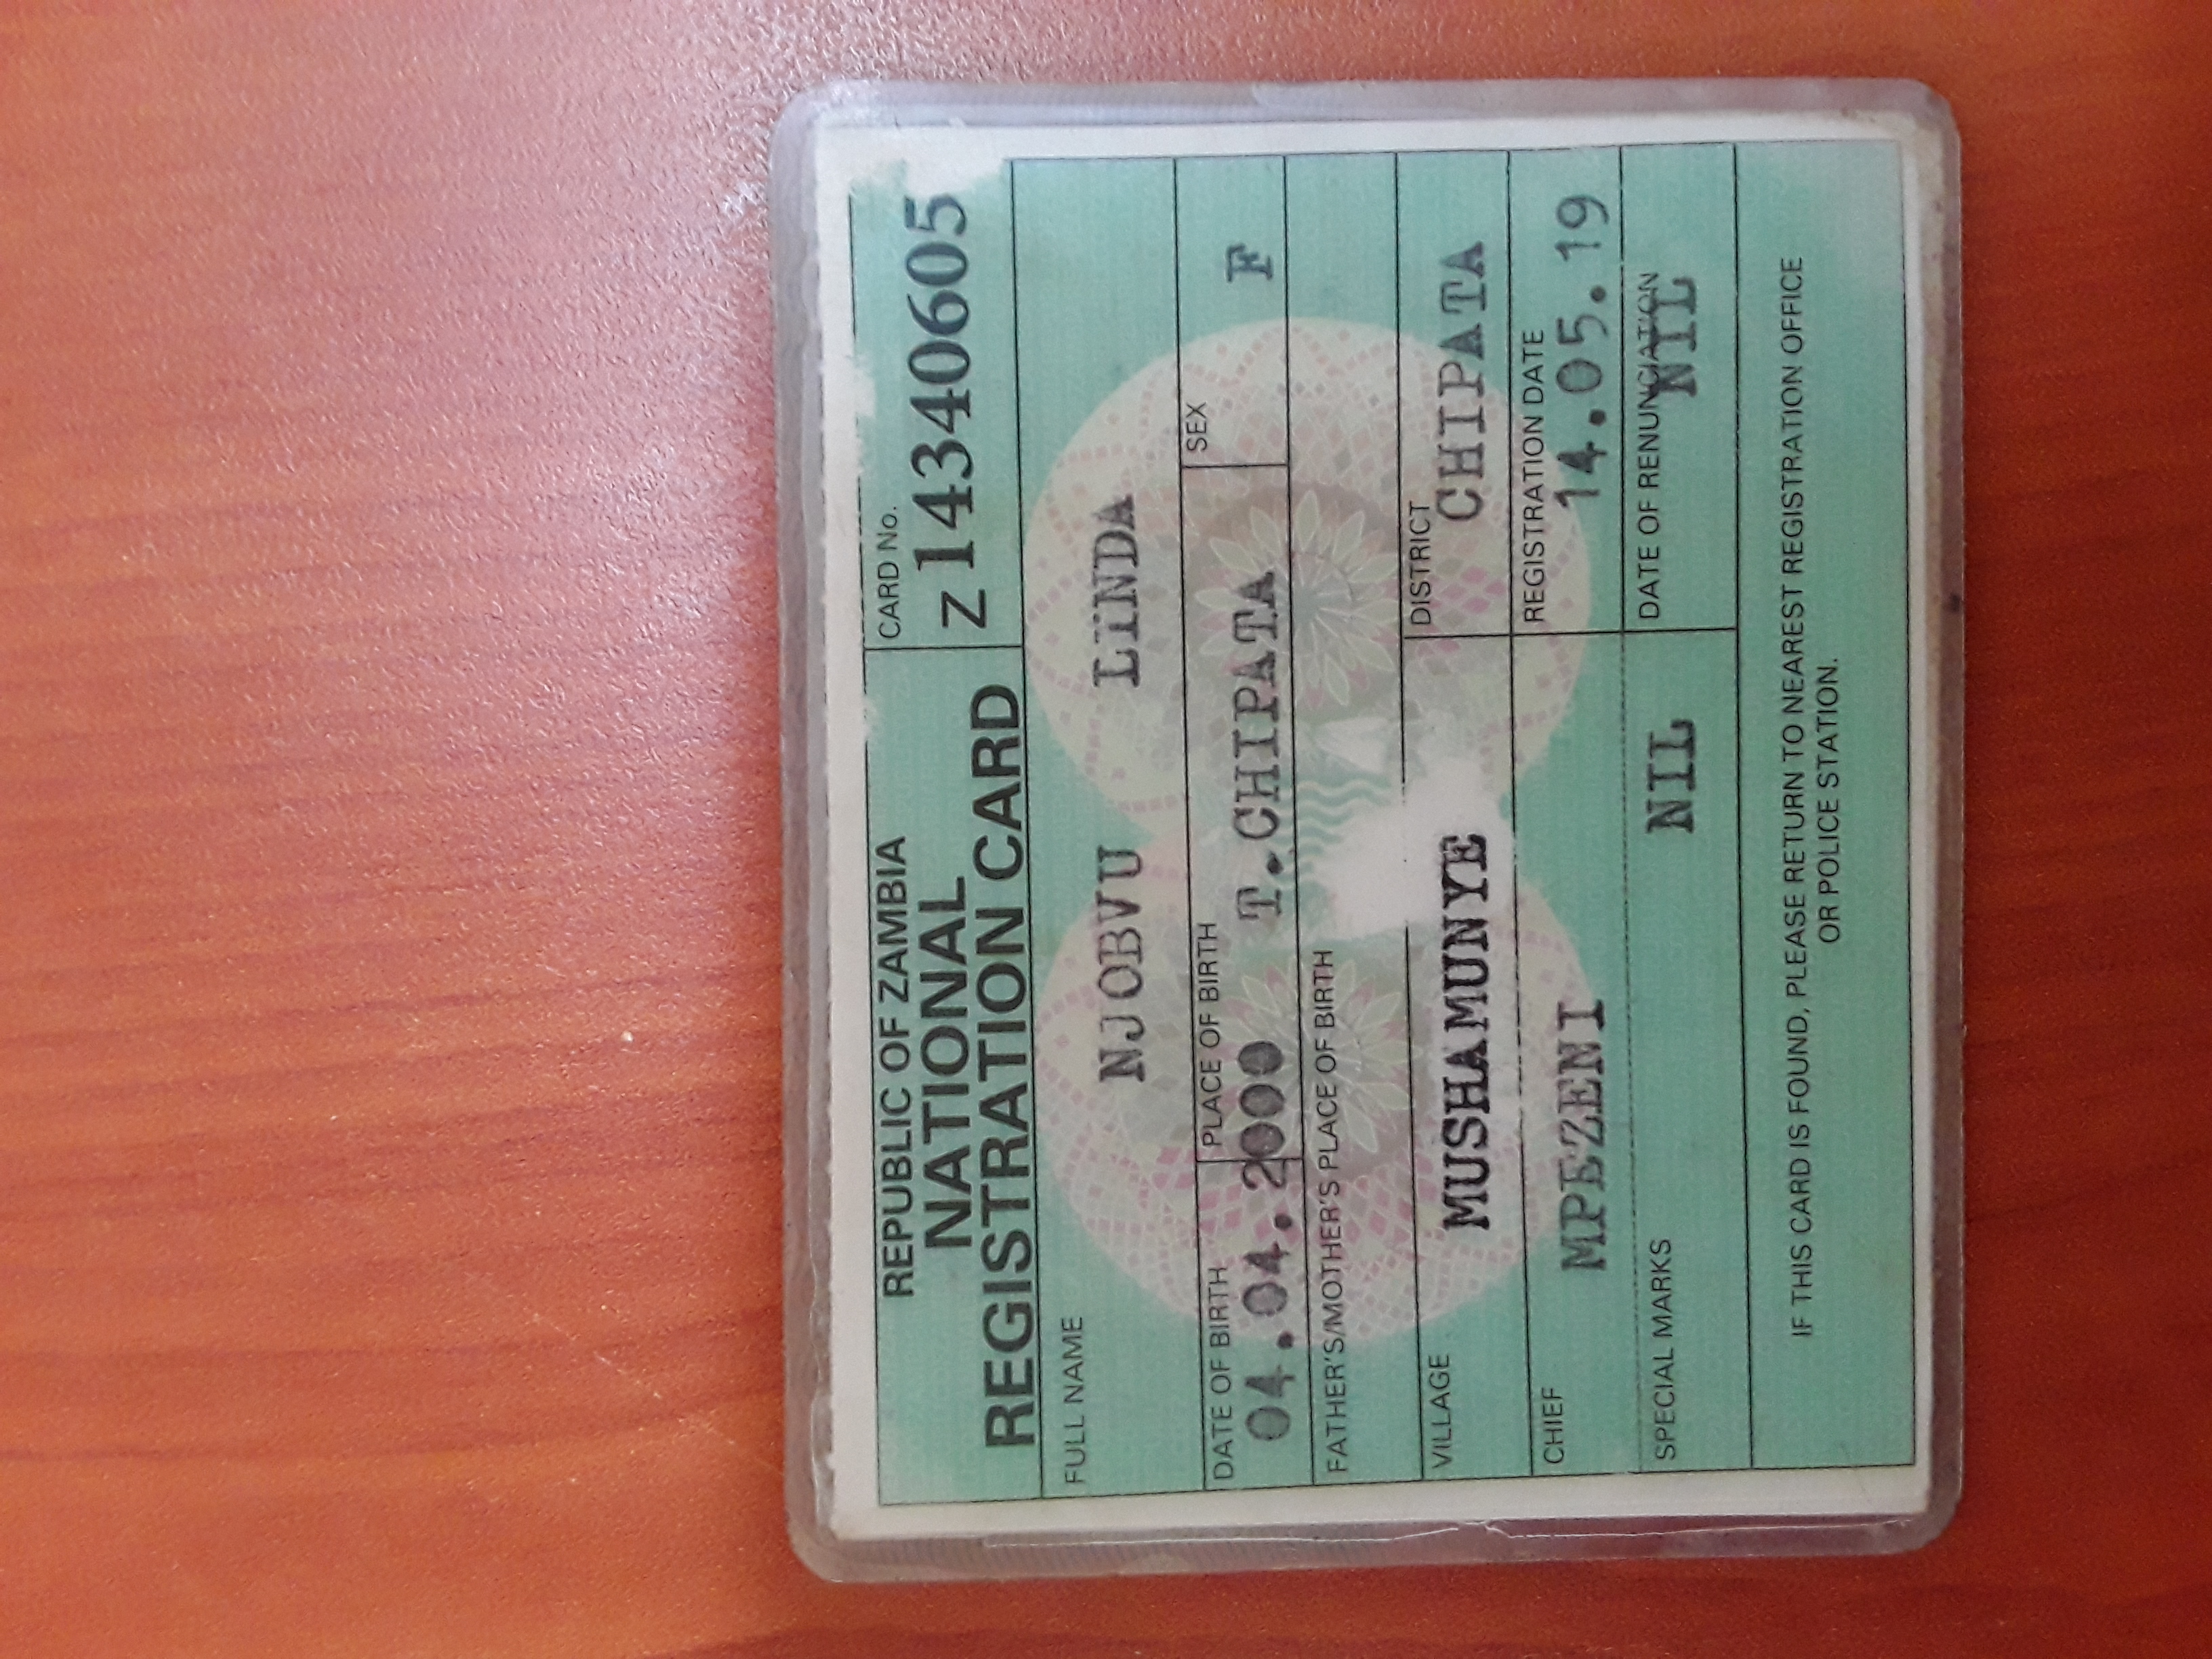 REPUBLIC OF ZAMBIA
NATIONAL
REGISTRATION CARD
CARD No.
Z 14340605
FULL NAME
NJOBVU LINDA
DATE OF BIRTH
04.04.2000
PLACE OF BIRTH
T.CHIPATA
SEX
F
FATHER'S/MOTHER'S PLACE OF BIRTH
VILLAGE
MUSHAMUNYE
DISTRICT
CHIPATA
CHIEF
MPEZENI
REGISTRATION DATE
14.05.19
SPECIAL MARKS
NIL
DATE OF RENUNCIATION
NIL
IF THIS CARD IS FOUND, PLEASE RETURN TO NEAREST REGISTRATION OFFICE
OR POLICE STATION.